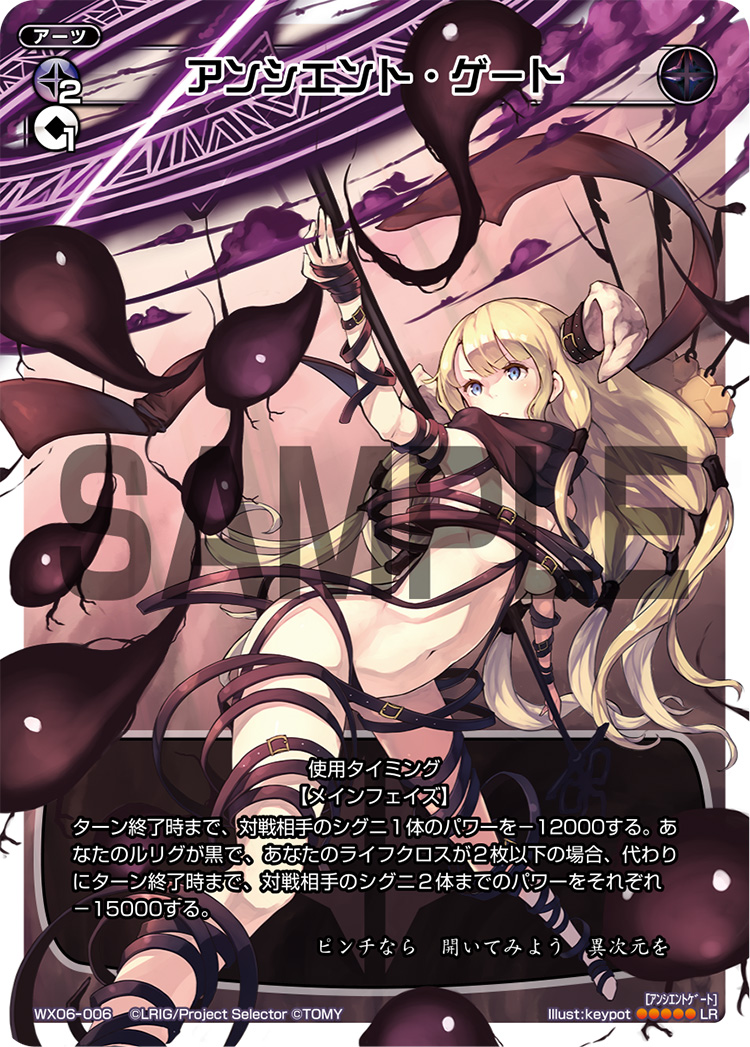 アーツ
アンシエント・ゲート
2
1
SAMPLE
使用タイミング
【メインフェイズ】
ターン終了時まで、対戦相手のシグニ１体のパワーを－12000する。あ
なたのルリグが黒で、あなたのライフクロスが２枚以下の場合、代わり
にターン終了時まで、対戦相手のシグニ２体までのパワーをそれぞれ
－15000する。
ピンチなら　開いてみよう　異次元を
[アンシエントゲート]
WX06-006 ©LRIG/Project Selector ©TOMY Illust:keypot LR